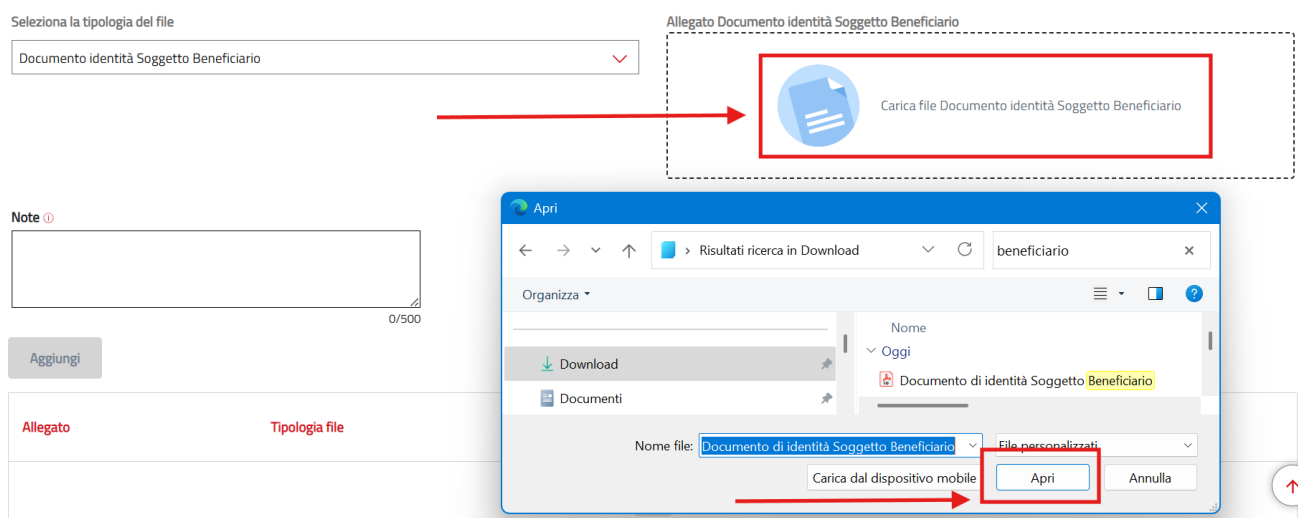 Seleziona la tipologia del file
Documento identità Soggetto Beneficiario
Allegato Documento identità Soggetto Beneficiario
Carica file Documento identità Soggetto Beneficiario
Note
0/500
Aggiungi
Allegato
Tipologia file
Apri
Risultati ricerca in Download
beneficiario
Organizza
Download
Documenti
Nome
Oggi
Documento di identità Soggetto Beneficiario
Nome file:
Documento di identità Soggetto Beneficiario
File personalizzati
Carica dal dispositivo mobile
Apri
Annulla